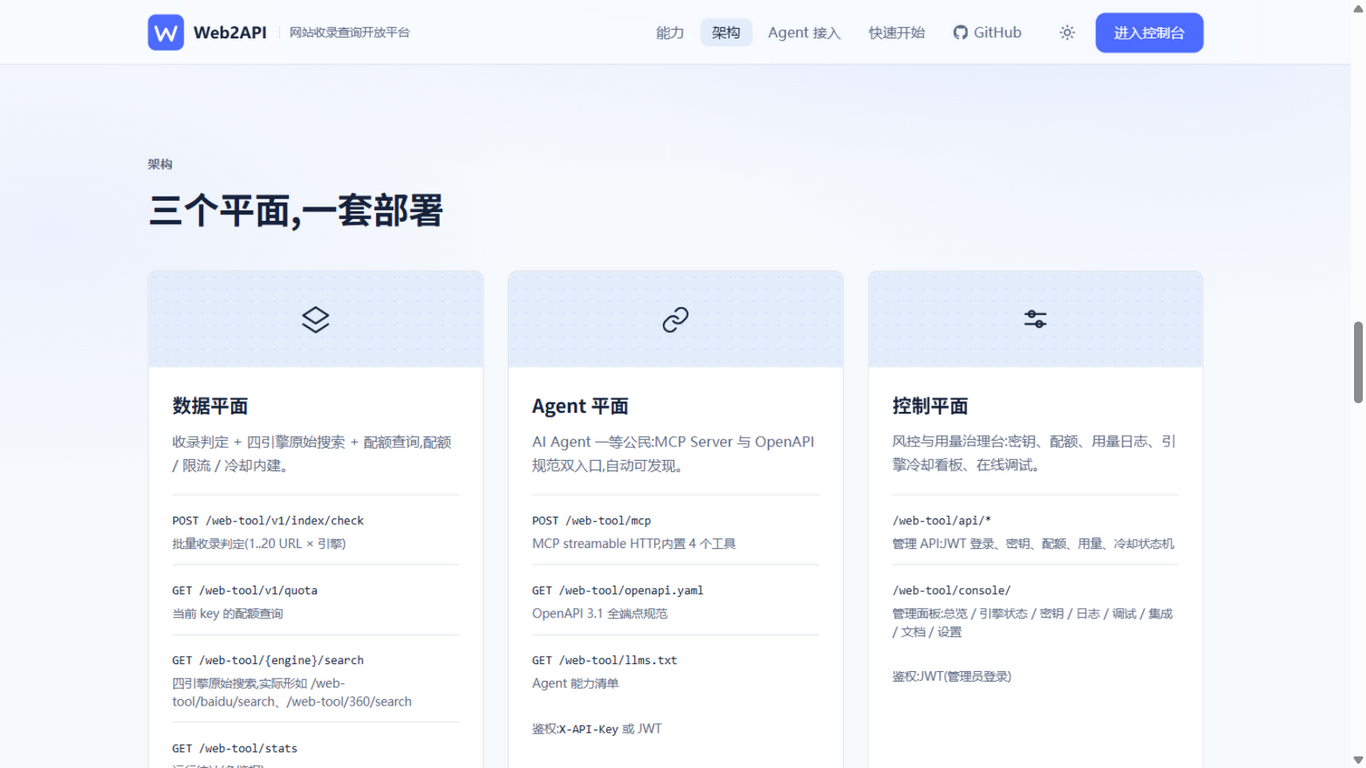 Web2API
网站收录查询开放平台
能力
架构
Agent 接入
快速开始
GitHub
进入控制台
架构
三个平面,一套部署
数据平面
收录判定 + 四引擎原始搜索 + 配额查询,配额
/ 限流 / 冷却内建。
POST /web-tool/v1/index/check
批量收录判定(1..20 URL × 引擎)
GET /web-tool/v1/quota
当前 key 的配额查询
GET /web-tool/{engine}/search
四引擎原始搜索,实际形如 /web-
tool/baidu/search、/web-tool/360/search
GET /web-tool/stats
Agent 平面
AI Agent 一等公民:MCP Server 与 OpenAPI
规范双入口,自动可发现。
POST /web-tool/mcp
MCP streamable HTTP,内置 4 个工具
GET /web-tool/openapi.yaml
OpenAPI 3.1 全端点规范
GET /web-tool/llms.txt
Agent 能力清单
鉴权:X-API-Key 或 JWT
控制平面
风控与用量治理台:密钥、配额、用量日志、引
擎冷却看板、在线调试。
/web-tool/api/*
管理 API:JWT 登录、密钥、配额、用量、冷却状态机
/web-tool/console/
管理面板:总览 / 引擎状态 / 密钥 / 日志 / 调试 / 集成
/ 文档 / 设置
鉴权:JWT(管理员登录)